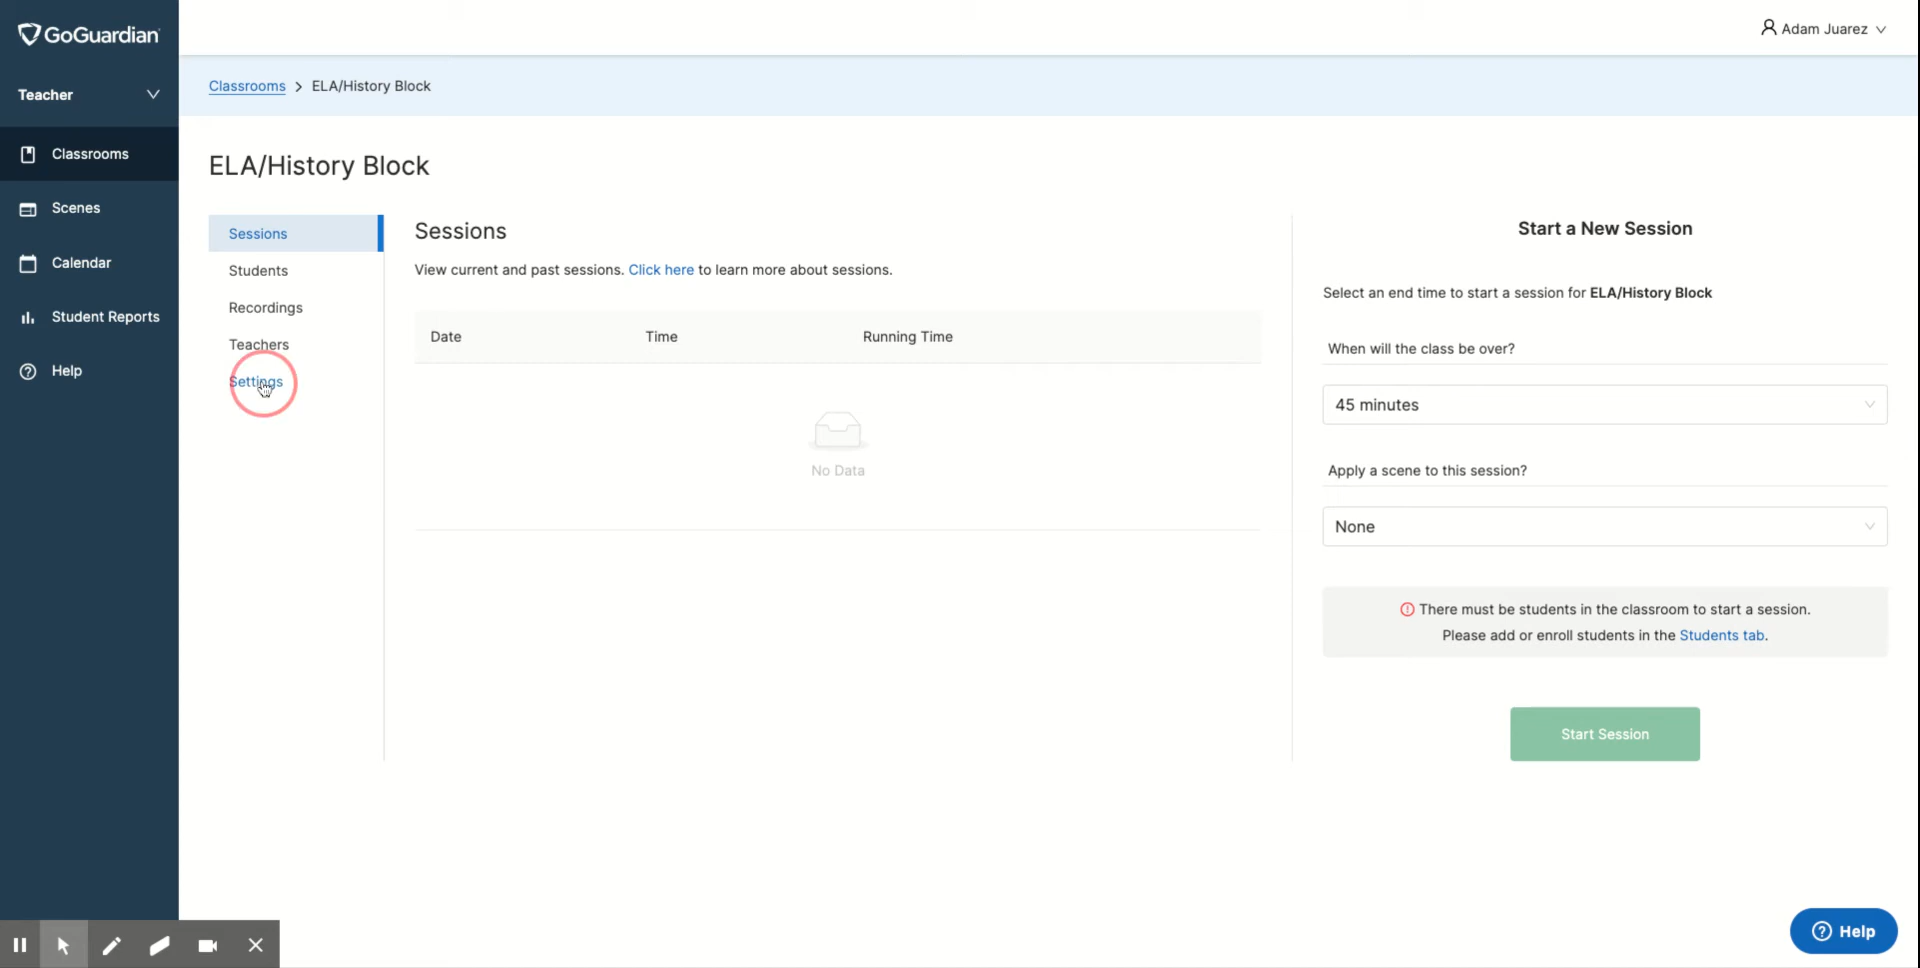 GoGuardian
Adam Juarez
Teacher
Classrooms
Scenes
Calendar
Student Reports
Help
Classrooms > ELA/History Block
ELA/History Block
Sessions
Students
Recordings
Teachers
Settings
Sessions
View current and past sessions. Click here to learn more about sessions.
Date Time Running Time
No Data
Start a New Session
Select an end time to start a session for ELA/History Block
When will the class be over?
45 minutes
Apply a scene to this session?
None
There must be students in the classroom to start a session.
Please add or enroll students in the Students tab.
Start Session
Help